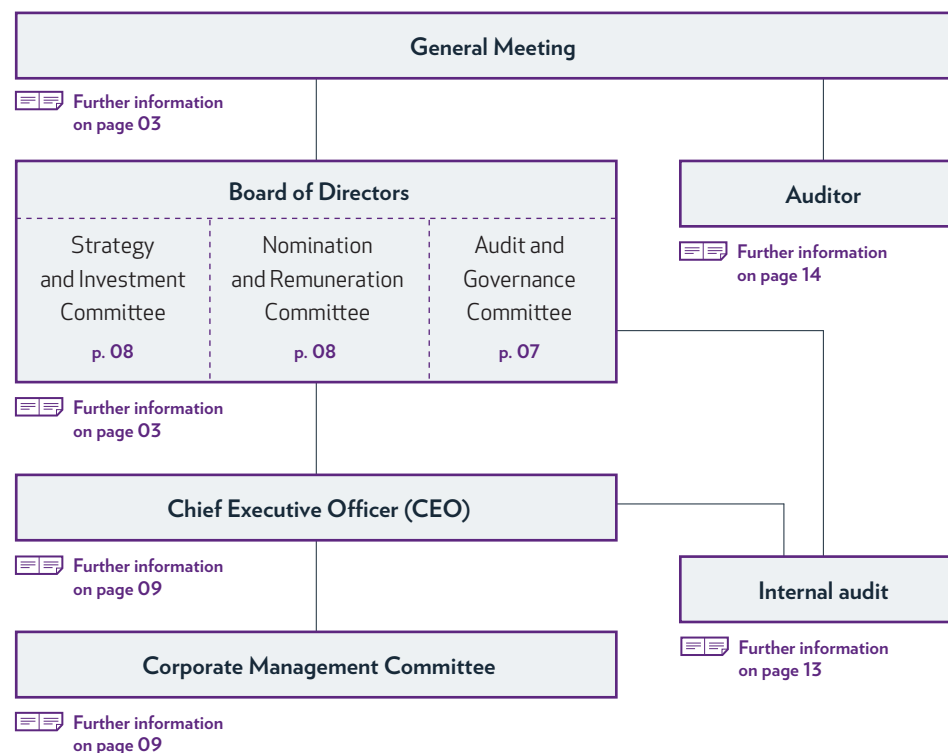 General Meeting
Further information
on page 03
Board of Directors
Strategy
and Investment
Committee
p. 08
Nomination
and Remuneration
Committee
p. 08
Audit and
Governance
Committee
p. 07
Auditor
Further information
on page 14
Further information
on page 03
Chief Executive Officer (CEO)
Further information
on page 09
Internal audit
Further information
on page 13
Corporate Management Committee
Further information
on page 09